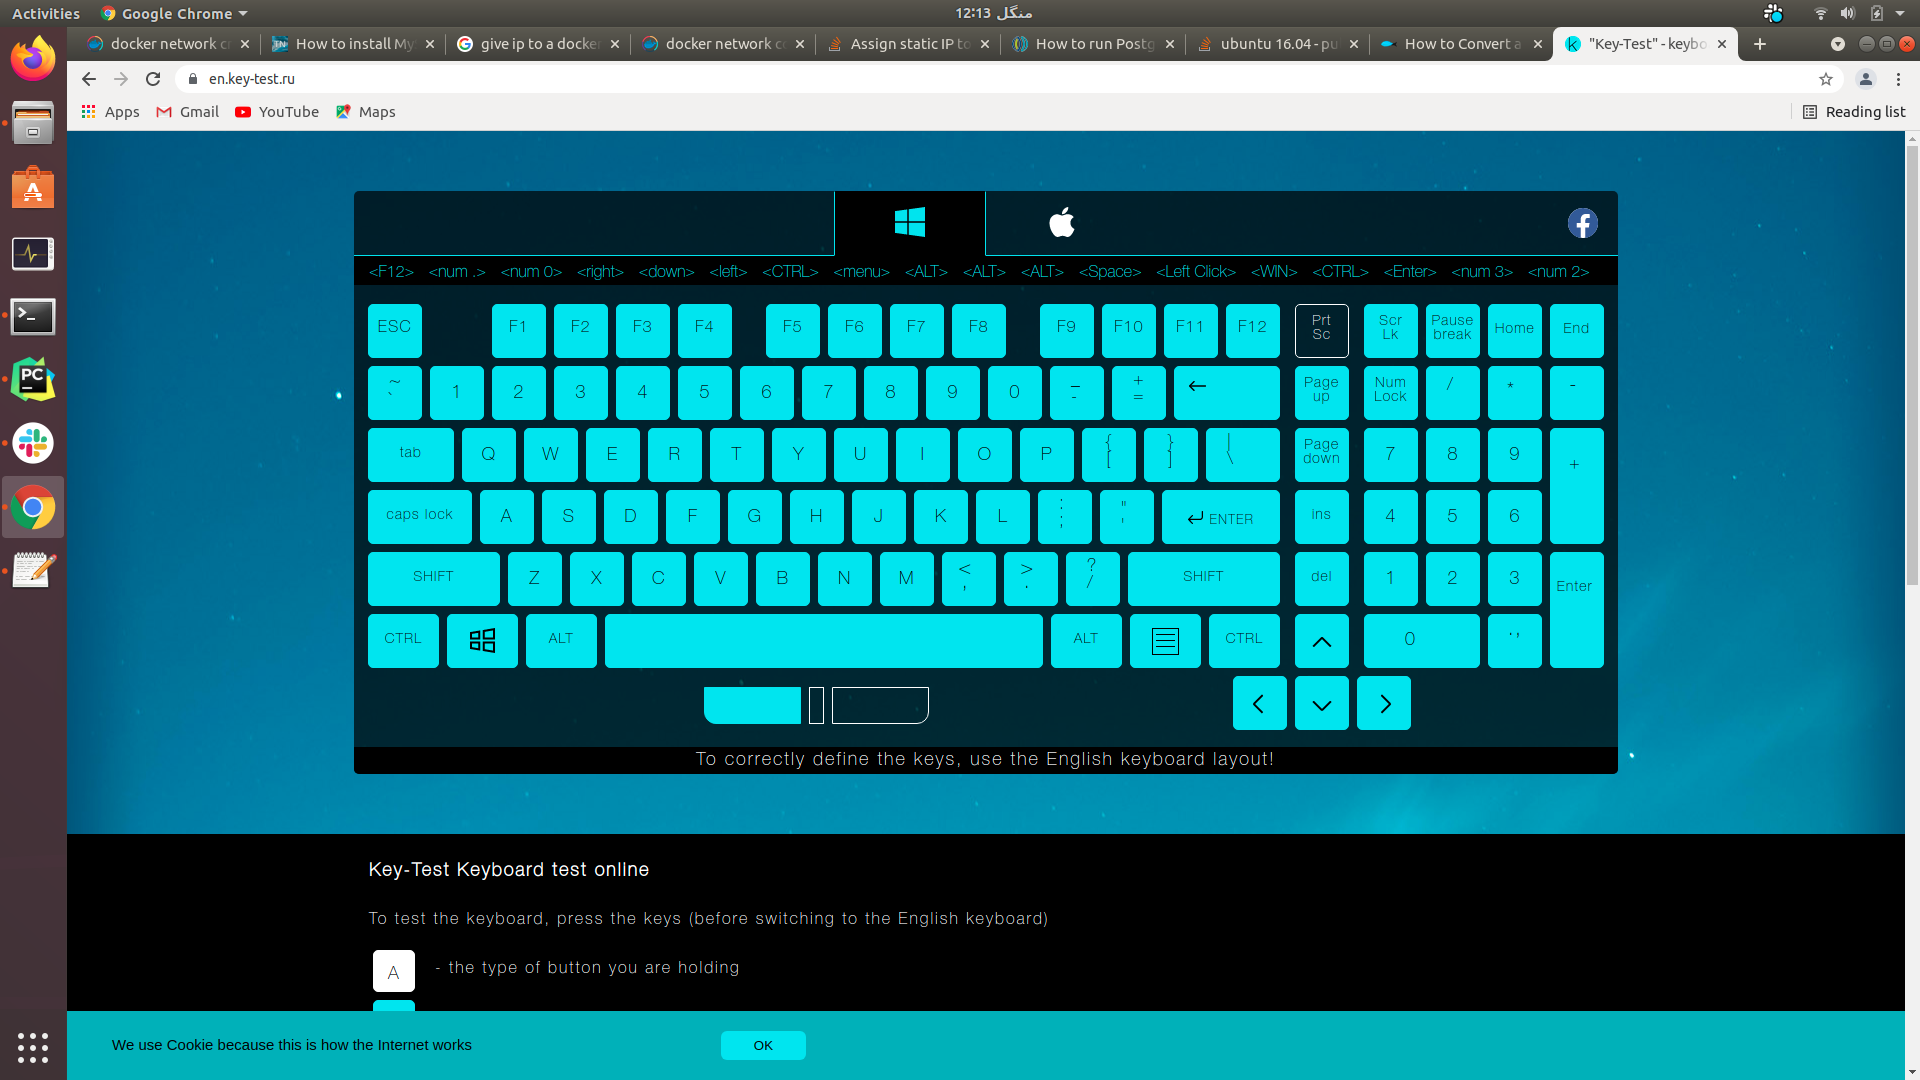 Activities
Google Chrome
منگل 12:13
docker network cr
How to install My
give ip to a docke
docker network co
Assign static IP to
How to run Postg
ubuntu 16.04 - pu
How to Convert a
"Key-Test" - keybo
en.key-test.ru
Apps
Gmail
YouTube
Maps
Reading list
<F12> <num .> <num 0> <right> <down> <left> <CTRL> <menu> <ALT> <ALT> <ALT> <Space> <Left Click> <WIN> <CTRL> <Enter> <num 3> <num 2>
ESC F1 F2 F3 F4 F5 F6 F7 F8 F9 F10 F11 F12 Prt Sc Scr Lk Pause break Home End
~ ` 1 2 3 4 5 6 7 8 9 0 _ - + = ← Page up Num Lock / * -
tab Q W E R T Y U I O P { [ } ] | \ Page down 7 8 9 +
caps lock A S D F G H J K L : ; " ' ENTER ins 4 5 6
SHIFT Z X C V B N M < , > . ? / SHIFT del 1 2 3 Enter
CTRL ALT ALT CTRL 0 . ,
To correctly define the keys, use the English keyboard layout!
Key-Test Keyboard test online
To test the keyboard, press the keys (before switching to the English keyboard)
A - the type of button you are holding
We use Cookie because this is how the Internet works
OK